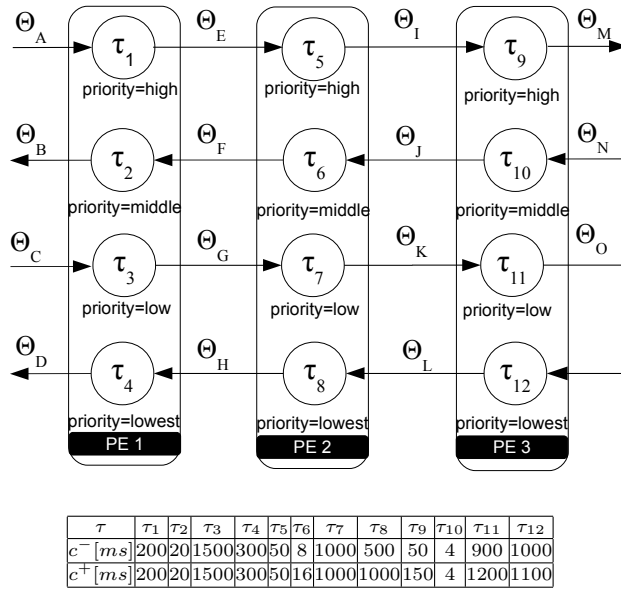 Θ_A Θ_E Θ_I Θ_M
τ_1 τ_5 τ_9
priority=high priority=high priority=high
Θ_B Θ_F Θ_J Θ_N
τ_2 τ_6 τ_10
priority=middle priority=middle priority=middle
Θ_C Θ_G Θ_K Θ_O
τ_3 τ_7 τ_11
priority=low priority=low priority=low
Θ_D Θ_H Θ_L
τ_4 τ_8 τ_12
priority=lowest priority=lowest priority=lowest
PE 1 PE 2 PE 3
τ τ_1 τ_2 τ_3 τ_4 τ_5 τ_6 τ_7 τ_8 τ_9 τ_10 τ_11 τ_12
c^-[ms] 200 20 1500 300 50 8 1000 500 50 4 900 1000
c^+[ms] 200 20 1500 300 50 16 1000 1000 150 4 1200 1100